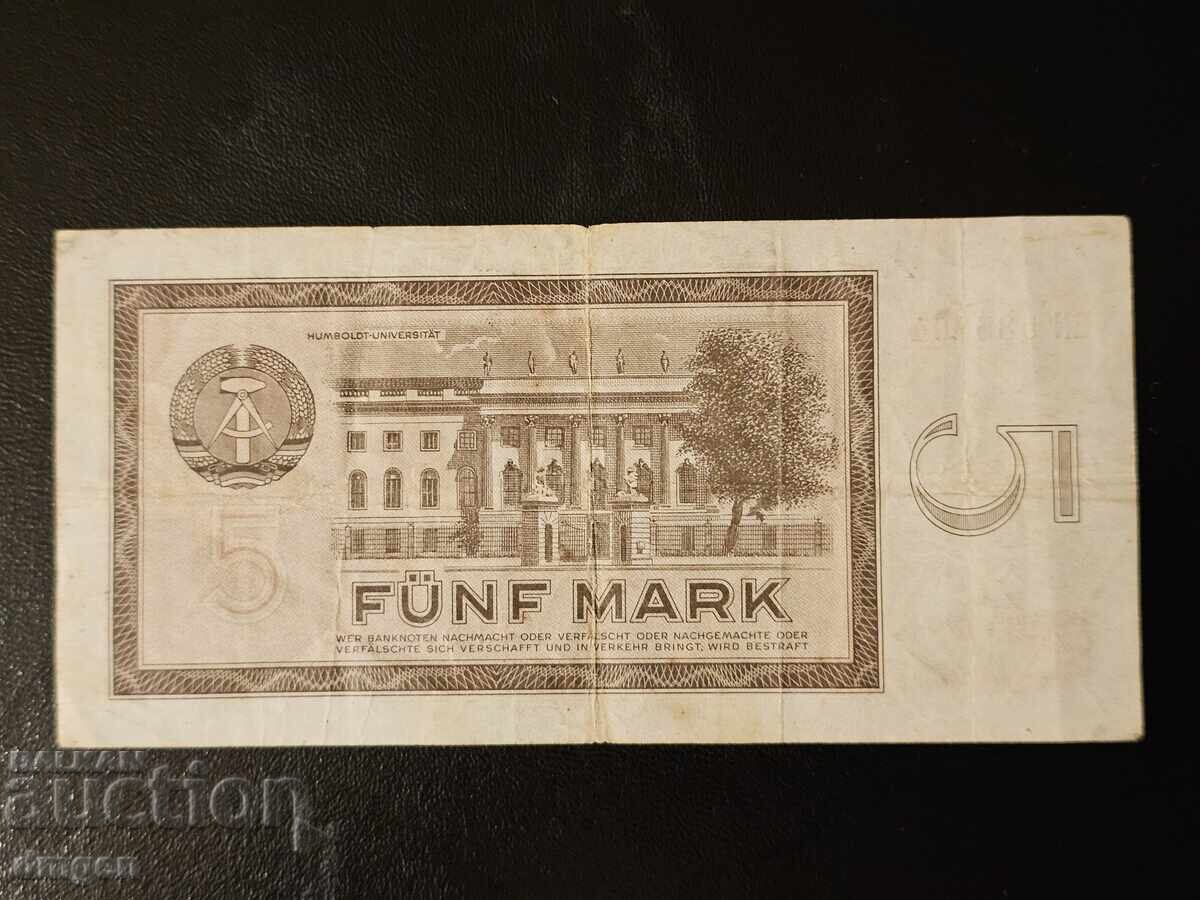 HUMBOLDT-UNIVERSITÄT
5
5
FÜNF MARK
WER BANKNOTEN NACHMACHT ODER VERFÄLSCHT ODER NACHGEMACHTE ODER
VERFÄLSCHTE SICH VERSCHAFFT UND IN VERKEHR BRINGT, WIRD BESTRAFT
BALKAN
auction